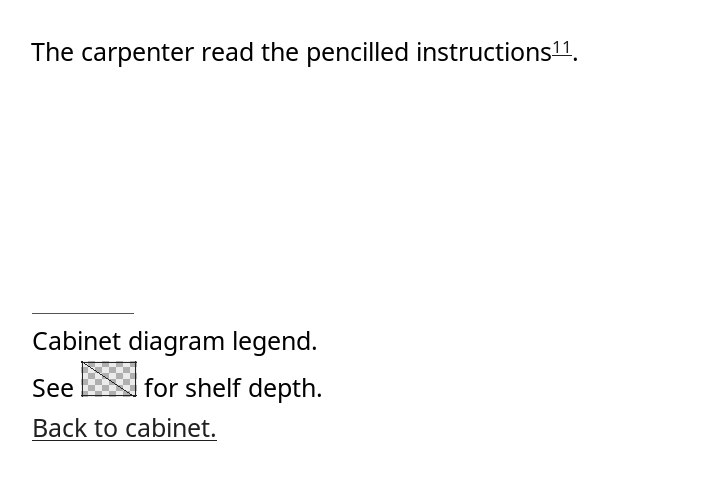 The carpenter read the pencilled instructions¹¹.
Cabinet diagram legend.
See for shelf depth.
Back to cabinet.